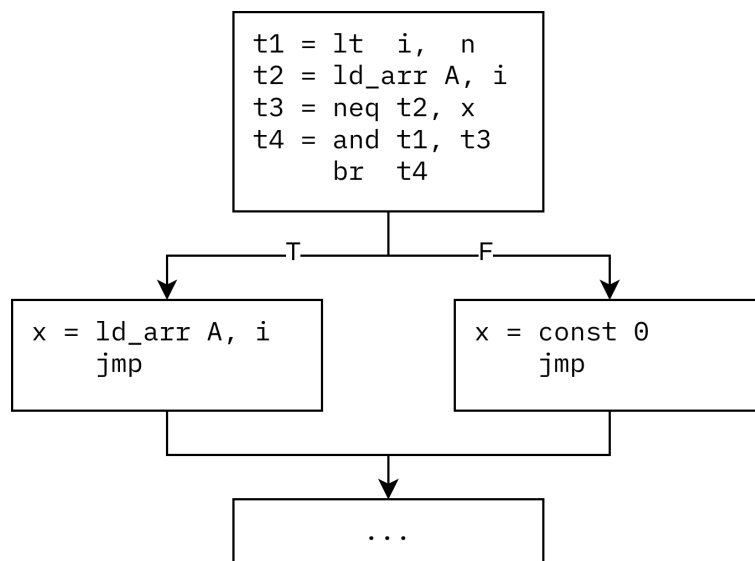 t1 = lt  i,  n
t2 = ld_arr A, i
t3 = neq t2, x
t4 = and t1, t3
br  t4
T
F
x = ld_arr A, i
jmp
x = const 0
jmp
...